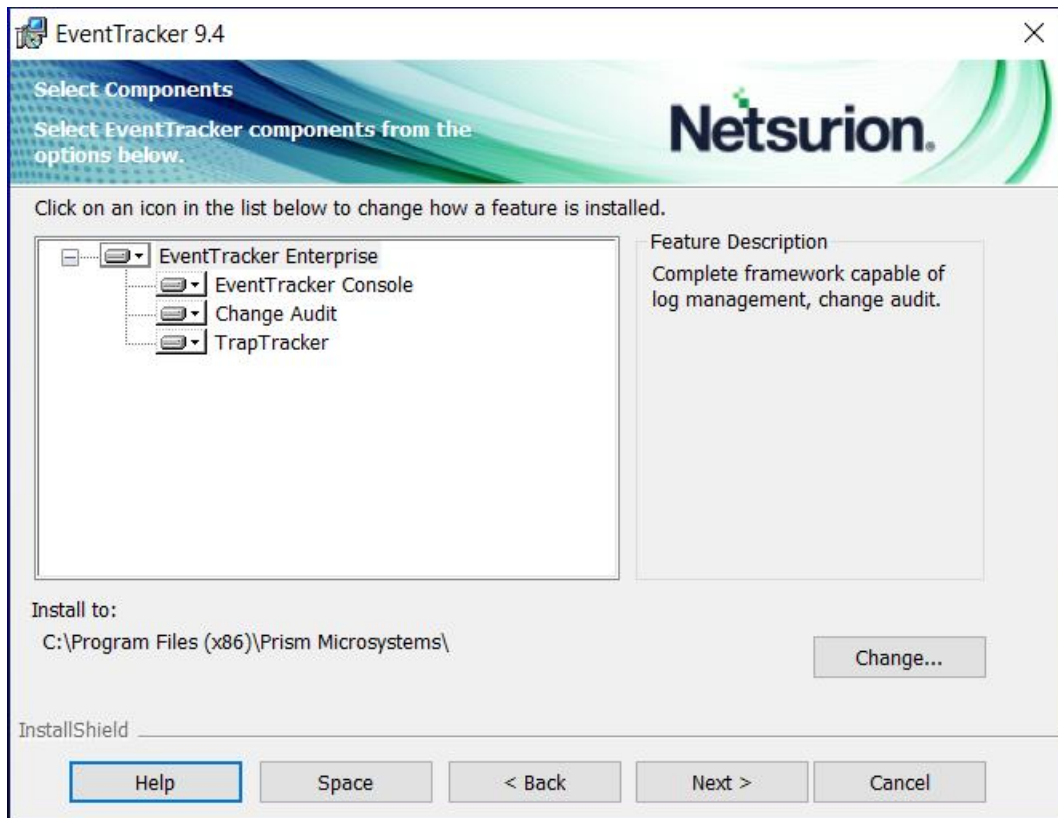 EventTracker 9.4
Select Components
Select EventTracker components from the
options below.
Netsurion.
Click on an icon in the list below to change how a feature is installed.
EventTracker Enterprise
EventTracker Console
Change Audit
TrapTracker
Feature Description
Complete framework capable of
log management, change audit.
Install to:
C:\Program Files (x86)\Prism Microsystems\
Change...
InstallShield
Help
Space
< Back
Next >
Cancel